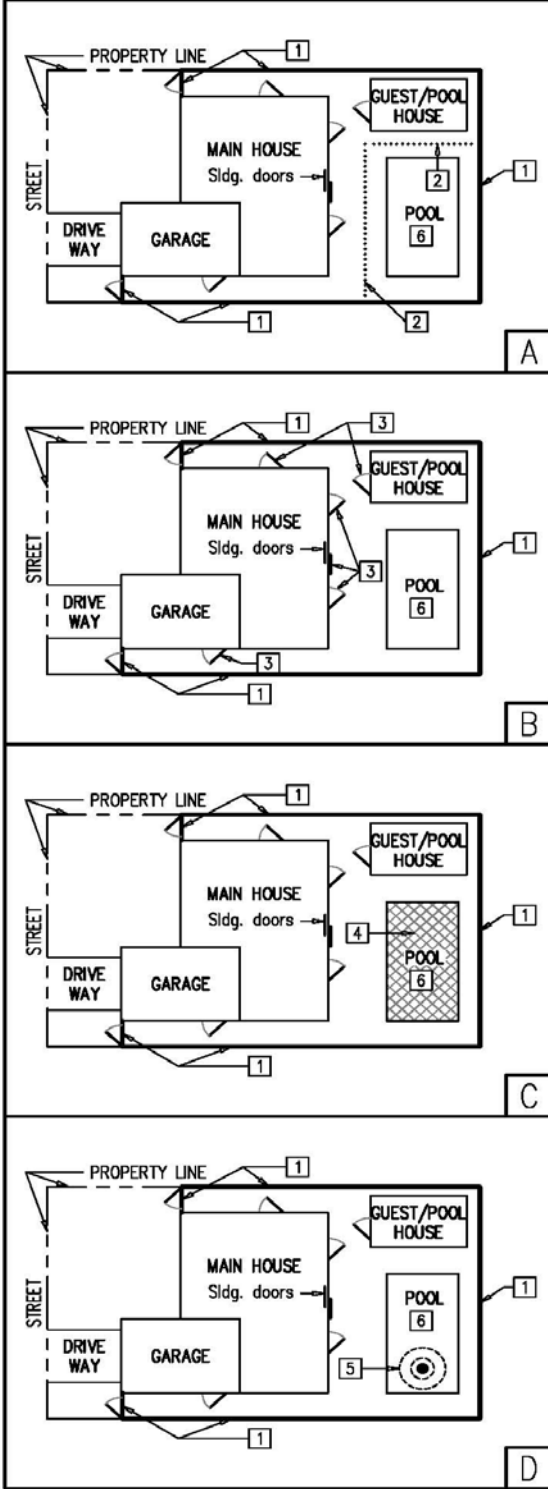 PROPERTY LINE
1
GUEST/POOL
HOUSE
MAIN HOUSE
Sldg. doors
2
1
STREET
POOL
6
DRIVE
WAY
GARAGE
1
2
A
PROPERTY LINE
1
3
GUEST/POOL
HOUSE
MAIN HOUSE
Sldg. doors
1
STREET
3
POOL
6
DRIVE
WAY
GARAGE
3
1
B
PROPERTY LINE
1
GUEST/POOL
HOUSE
MAIN HOUSE
Sldg. doors
1
STREET
4
POOL
6
DRIVE
WAY
GARAGE
1
C
PROPERTY LINE
1
GUEST/POOL
HOUSE
MAIN HOUSE
Sldg. doors
1
STREET
POOL
6
DRIVE
WAY
GARAGE
5
1
D